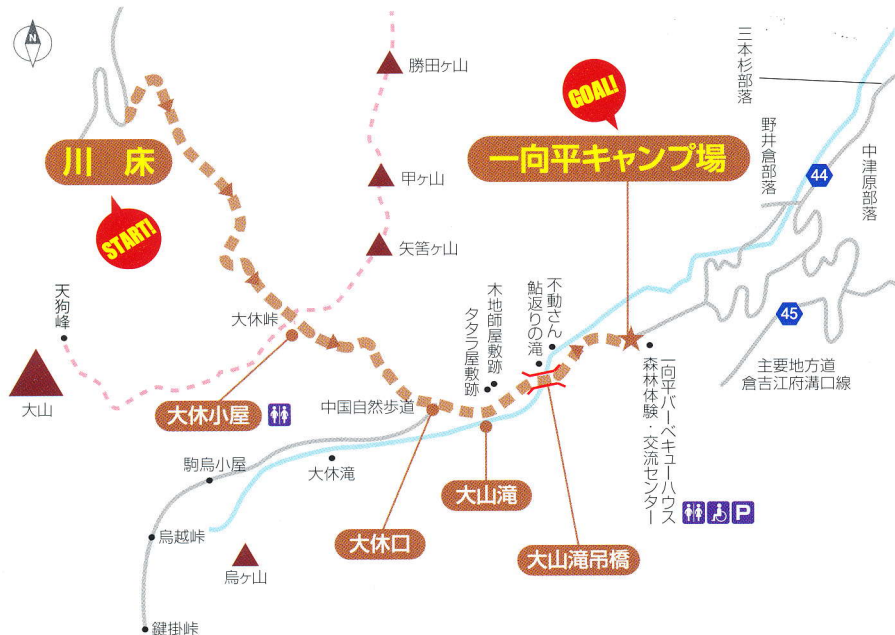 N
勝田ヶ山
三本杉部落
GOAL!
川 床
一向平キャンプ場
野井倉部落
44
中津原部落
甲ヶ山
START!
矢筈ヶ山
天狗峰
大休峠
木地師屋敷跡
タタラ屋敷跡
不動さん
鮎返りの滝
45
主要地方道
倉吉江府溝口線
大山
大休小屋
中国自然歩道
一向平バーベキューハウス
森林体験・交流センター
駒鳥小屋
大休滝
大山滝
P
烏越峠
大休口
大山滝吊橋
烏ヶ山
鍵掛峠